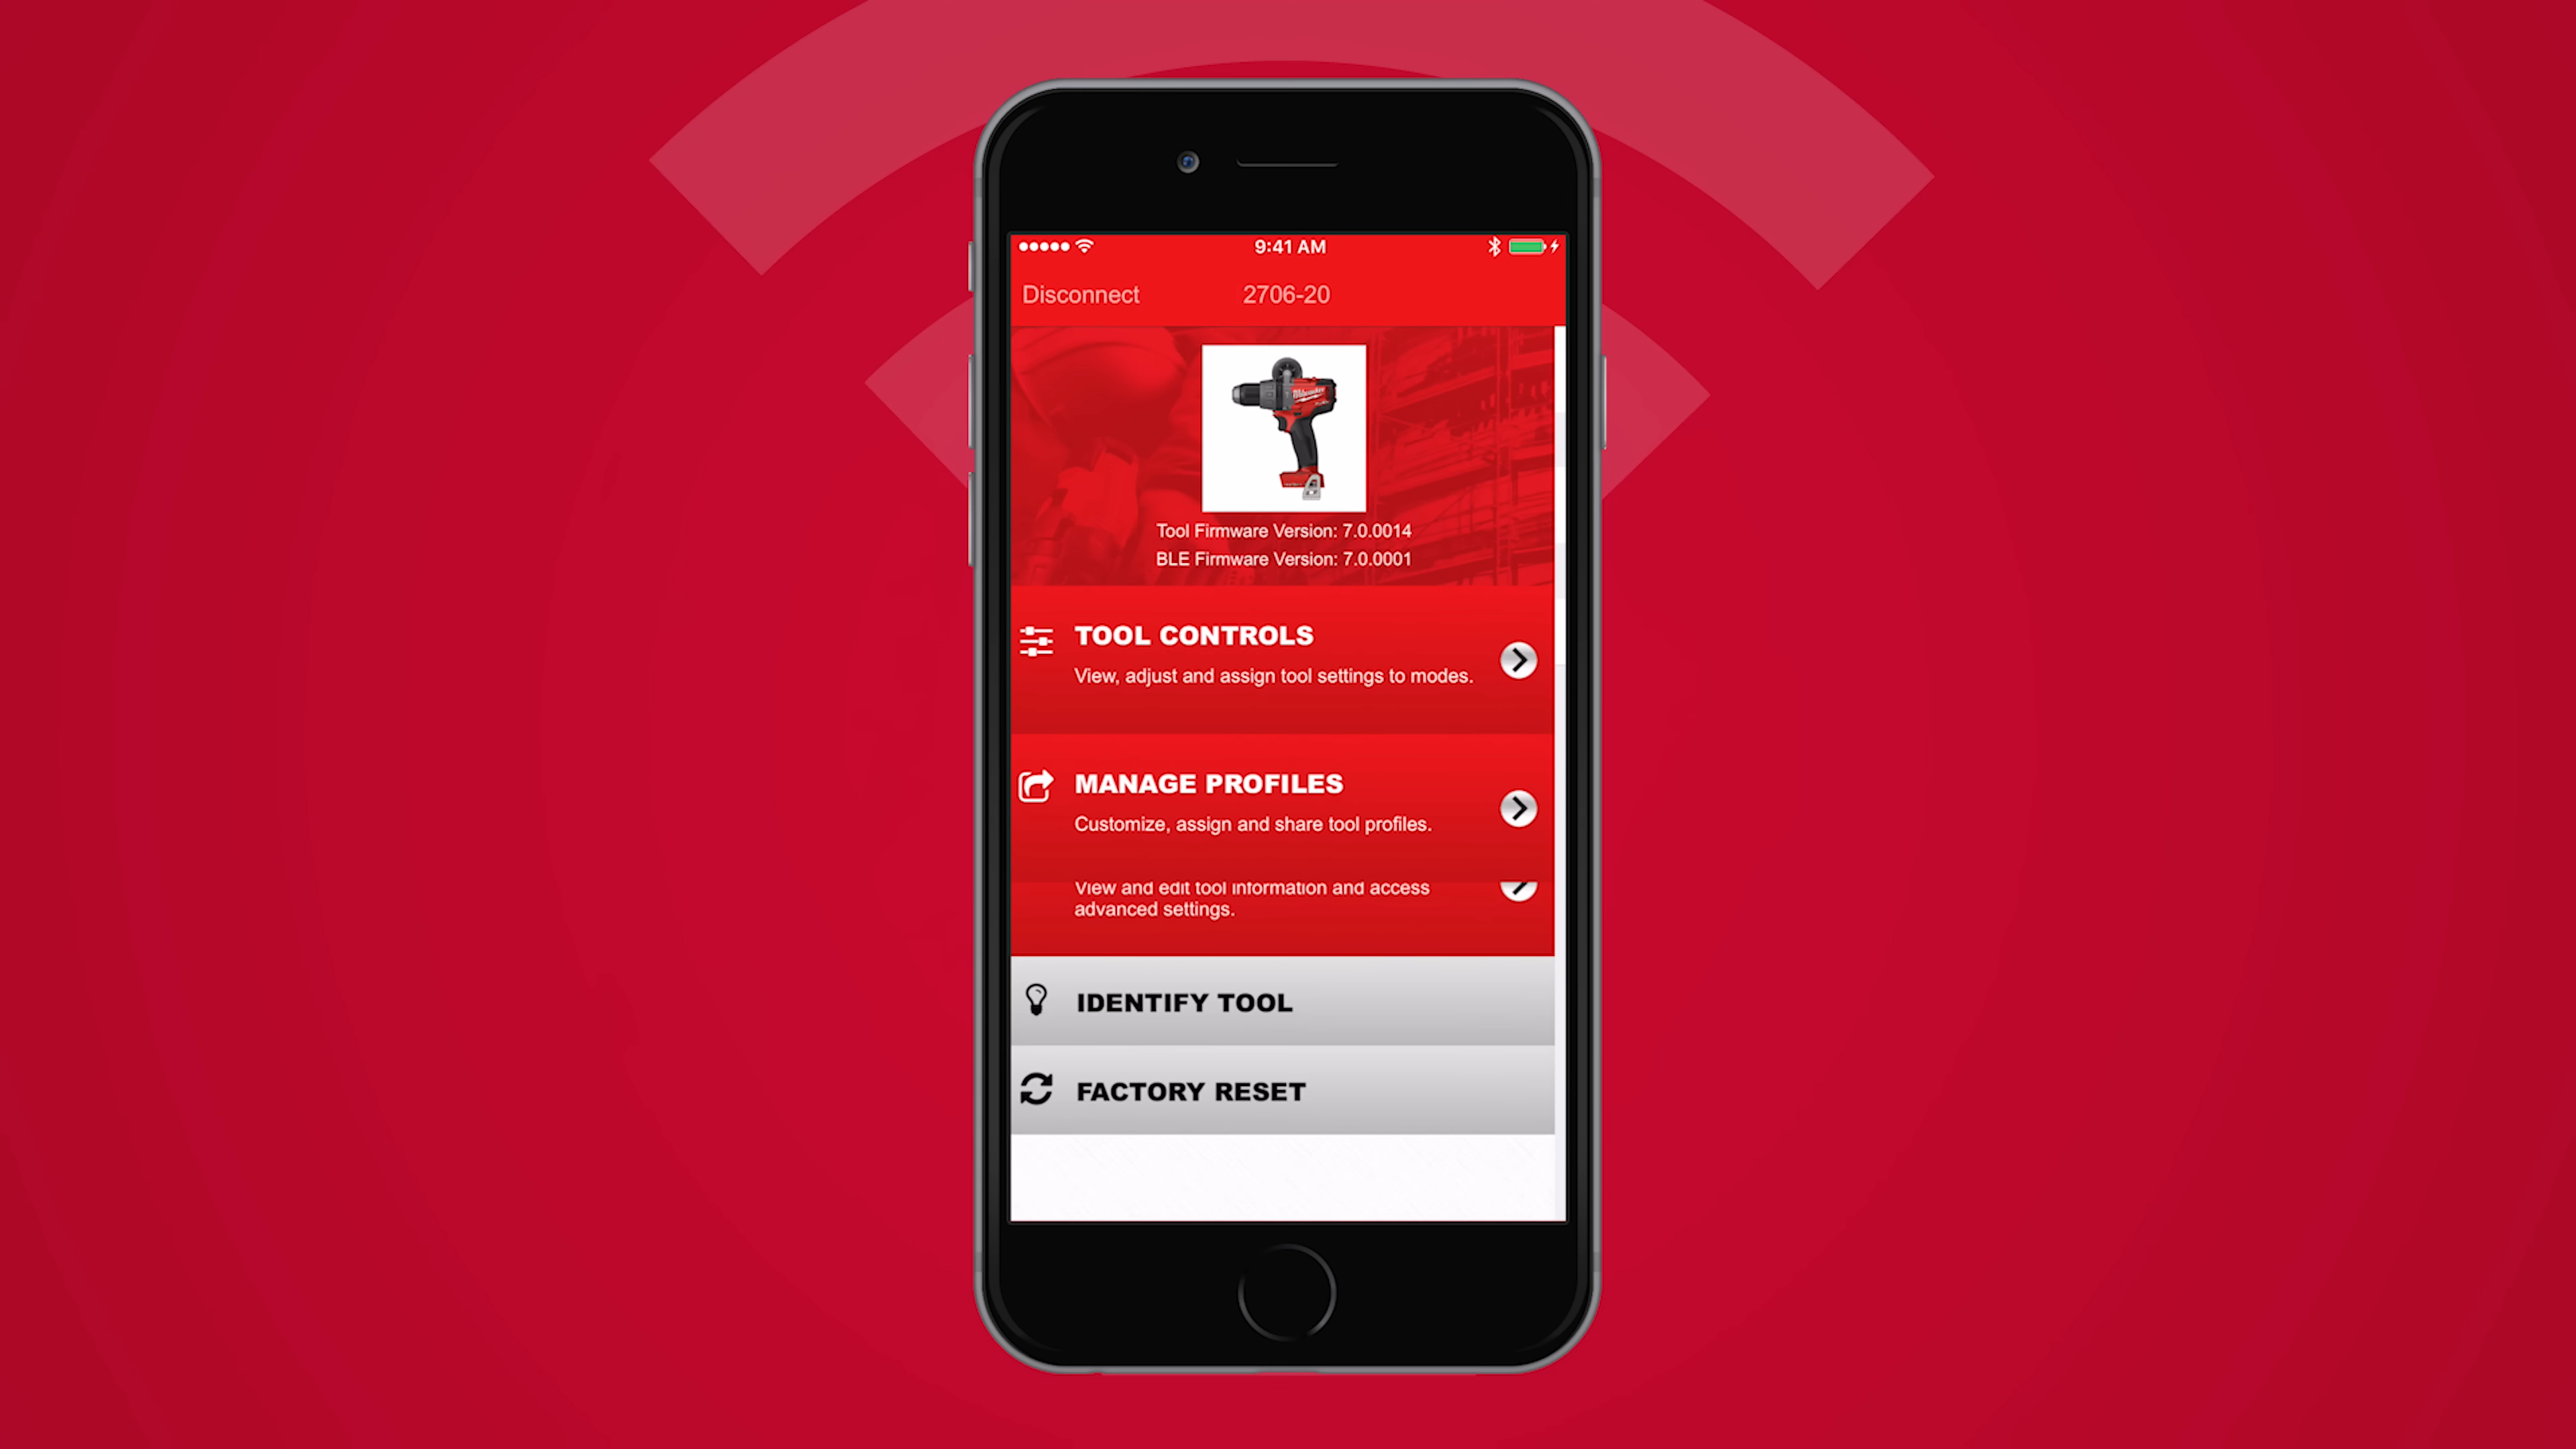 9:41 AM
Disconnect
2706-20
Milwaukee
Tool Firmware Version: 7.0.0014
BLE Firmware Version: 7.0.0001
TOOL CONTROLS
View, adjust and assign tool settings to modes.
MANAGE PROFILES
Customize, assign and share tool profiles.
View and edit tool information and access
advanced settings.
IDENTIFY TOOL
FACTORY RESET